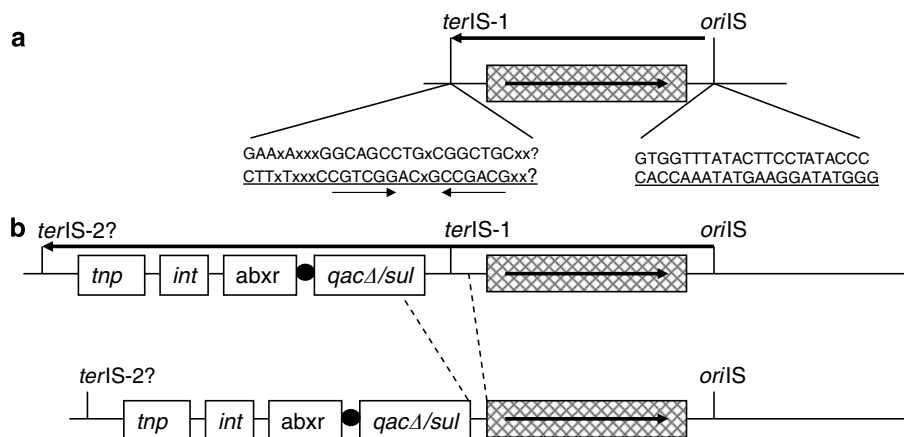 a
terIS-1 oriIS
GAAxAxxxGGCAGCCTGxCGGCTGCxx?
CTTxTxxxCCGTCGGACxGCCGACGxx?
GTGGTTTATACTTCCTATACCC
CACCAAATATGAAGGATATGGG
b
terIS-2? terIS-1 oriIS
tnp int abxr qacΔ/sul
terIS-2? oriIS
tnp int abxr qacΔ/sul